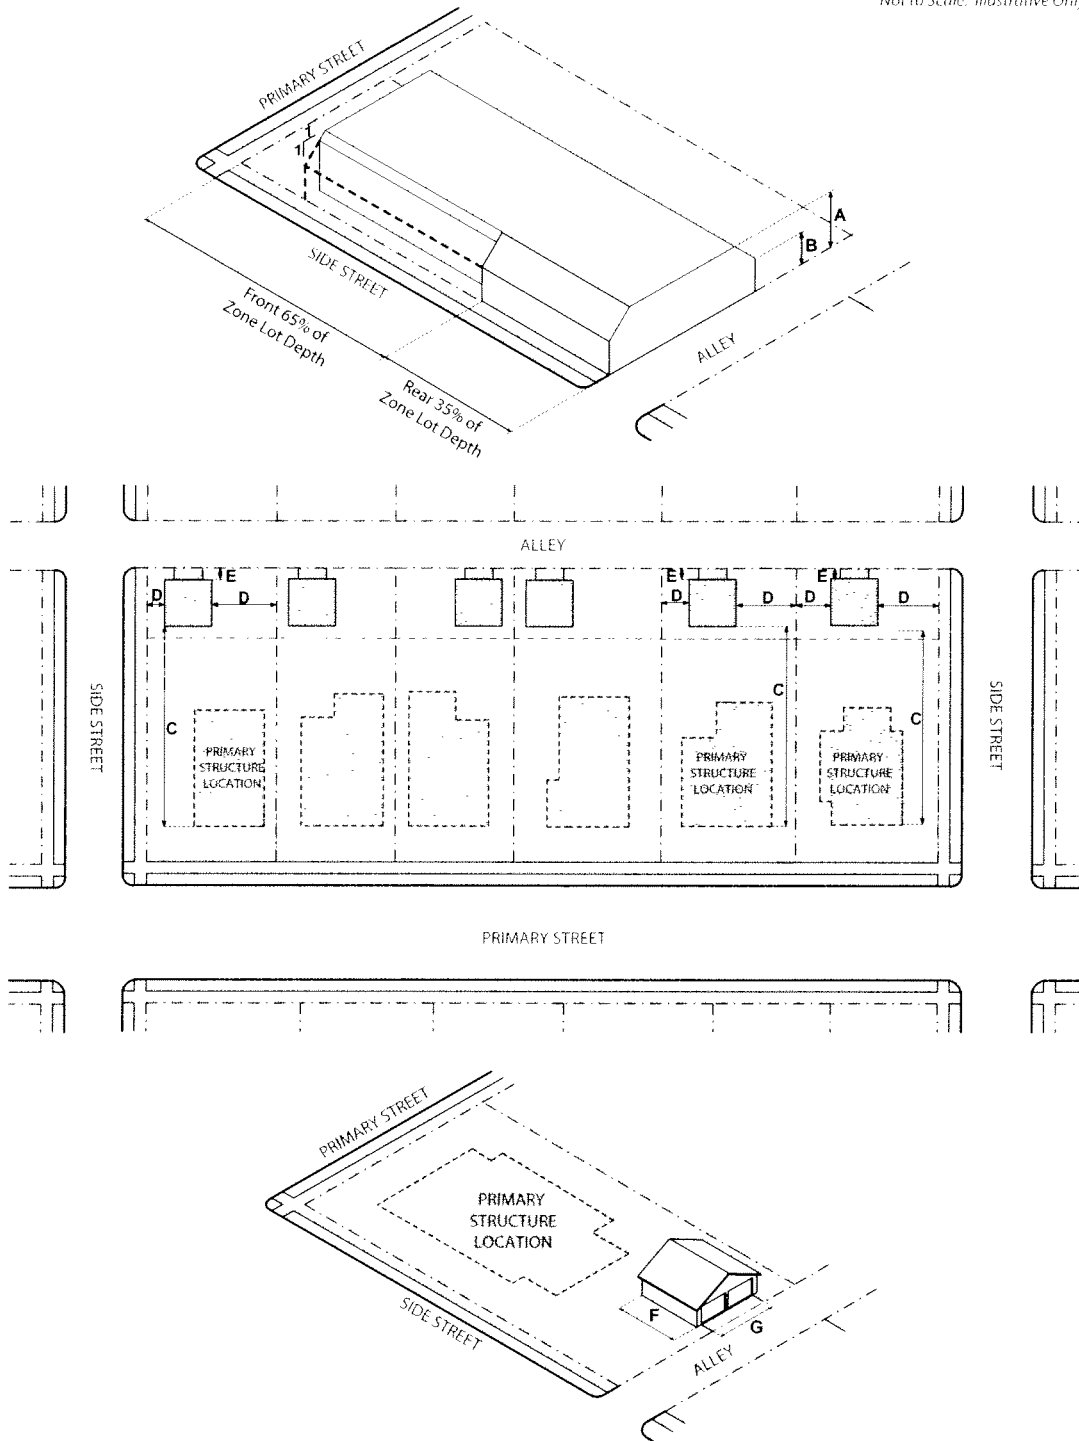 Not to Scale. Illustrative Only
PRIMARY STREET
1
1
A
B
SIDE STREET
Front 65% of
Zone Lot Depth
ALLEY
Rear 35% of
Zone Lot Depth
ALLEY
E
E
E
D
D
D
D
D
D
SIDE STREET
C
PRIMARY
STRUCTURE
LOCATION
C
PRIMARY
STRUCTURE
LOCATION
C
PRIMARY
STRUCTURE
LOCATION
SIDE STREET
PRIMARY STREET
PRIMARY STREET
PRIMARY
STRUCTURE
LOCATION
SIDE STREET
F
G
ALLEY